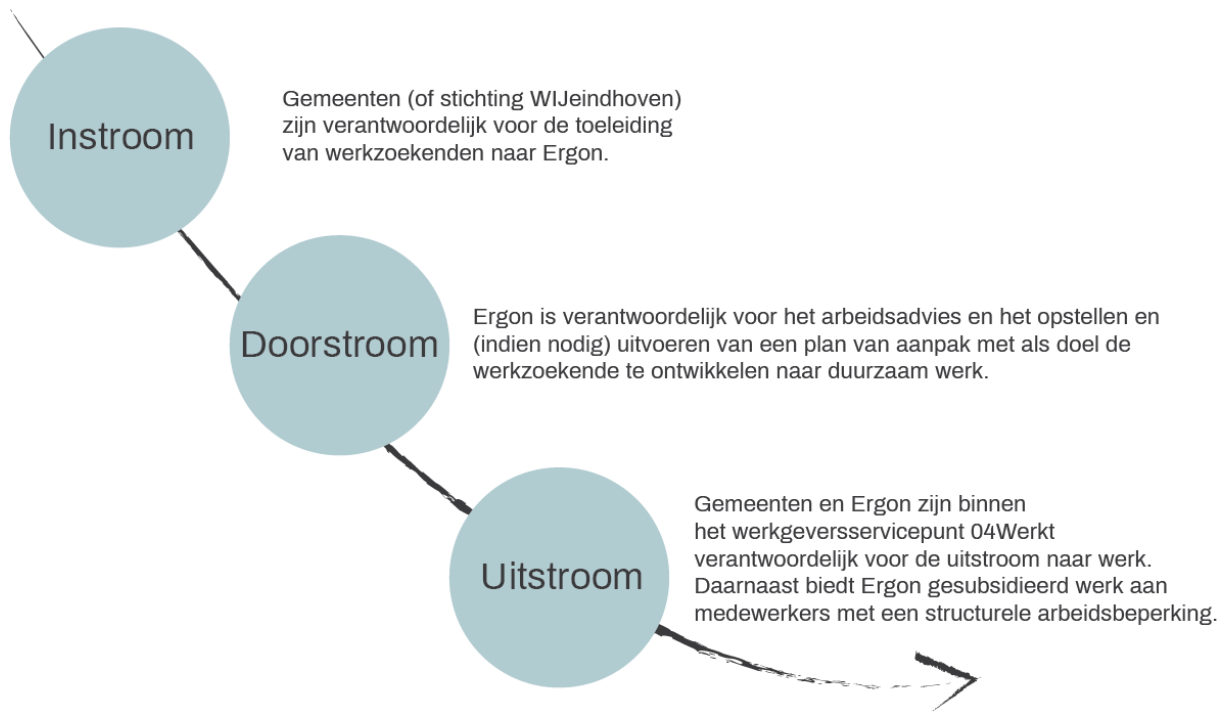 Instroom
Gemeenten (of stichting WIJeindhoven)
zijn verantwoordelijk voor de toeleiding
van werkzoekenden naar Ergon.
Doorstroom
Ergon is verantwoordelijk voor het arbeidsadvies en het opstellen en
(indien nodig) uitvoeren van een plan van aanpak met als doel de
werkzoekende te ontwikkelen naar duurzaam werk.
Uitstroom
Gemeenten en Ergon zijn binnen
het werkgeversservicepunt 04Werkt
verantwoordelijk voor de uitstroom naar werk.
Daarnaast biedt Ergon gesubsidieerd werk aan
medewerkers met een structurele arbeidsbeperking.